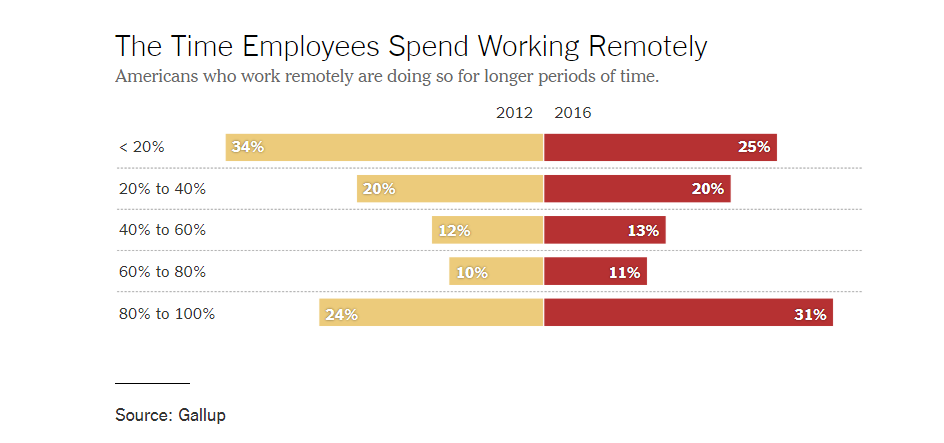 The Time Employees Spend Working Remotely
Americans who work remotely are doing so for longer periods of time.
2012 2016
< 20% 34% 25%
20% to 40% 20% 20%
40% to 60% 12% 13%
60% to 80% 10% 11%
80% to 100% 24% 31%
Source: Gallup